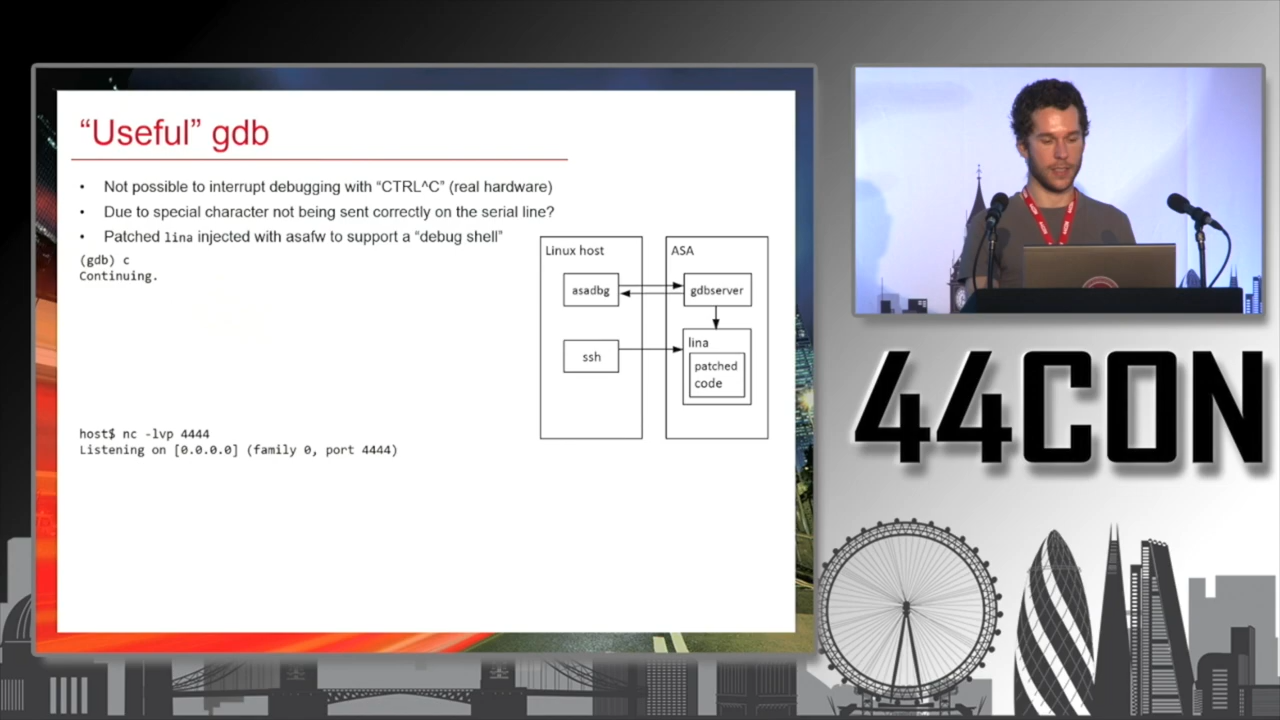 “Useful” gdb
• Not possible to interrupt debugging with “CTRL^C” (real hardware)
• Due to special character not being sent correctly on the serial line?
• Patched lina injected with asafw to support a “debug shell”
(gdb) c
Continuing.
Linux host
ASA
asadbg
gdbserver
ssh
lina
patched
code
host$ nc -lvp 4444
Listening on [0.0.0.0] (family 0, port 4444)
44CON